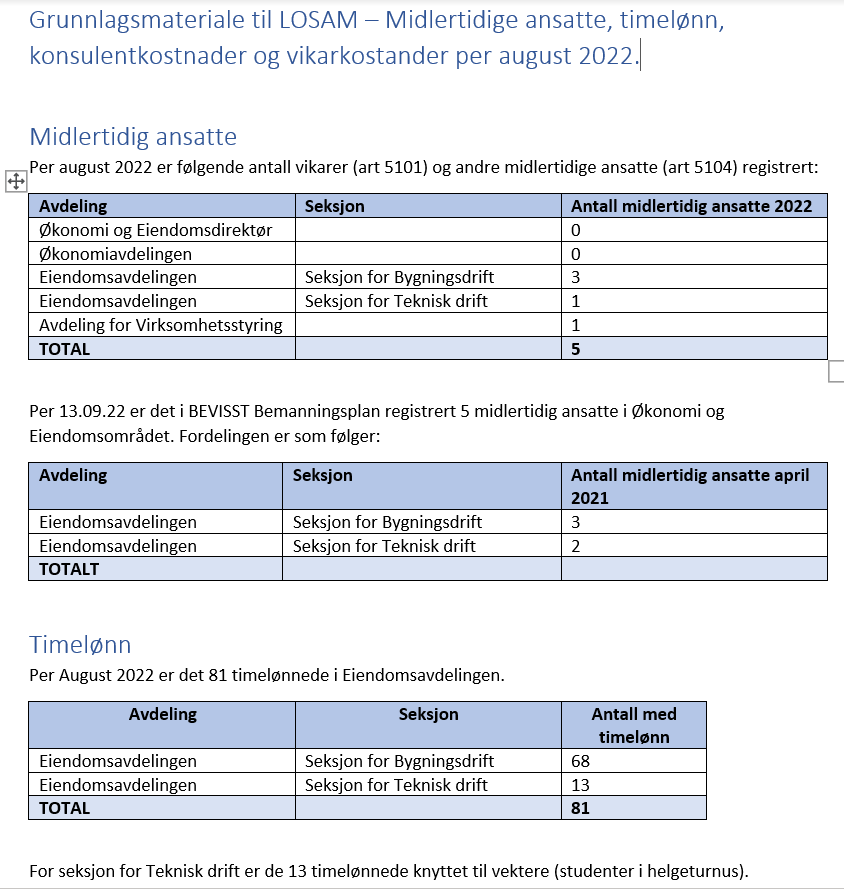 Grunnlagsmateriale til LOSAM – Midlertidige ansatte, timelønn,
konsulentkostnader og vikarkostander per august 2022.
Midlertidig ansatte
Per august 2022 er følgende antall vikarer (art 5101) og andre midlertidige ansatte (art 5104) registrert:
Avdeling Seksjon Antall midlertidig ansatte 2022
Økonomi og Eiendomsdirektør 0
Økonomiavdelingen 0
Eiendomsavdelingen Seksjon for Bygningsdrift 3
Eiendomsavdelingen Seksjon for Teknisk drift 1
Avdeling for Virksomhetsstyring 1
TOTAL 5
Per 13.09.22 er det i BEVISST Bemanningsplan registrert 5 midlertidig ansatte i Økonomi og
Eiendomsområdet. Fordelingen er som følger:
Avdeling Seksjon Antall midlertidig ansatte april
2021
Eiendomsavdelingen Seksjon for Bygningsdrift 3
Eiendomsavdelingen Seksjon for Teknisk drift 2
TOTALT
Timelønn
Per August 2022 er det 81 timelønnede i Eiendomsavdelingen.
Avdeling Seksjon Antall med
timelønn
Eiendomsavdelingen Seksjon for Bygningsdrift 68
Eiendomsavdelingen Seksjon for Teknisk drift 13
TOTAL 81
For seksjon for Teknisk drift er de 13 timelønnede knyttet til vektere (studenter i helgeturnus).